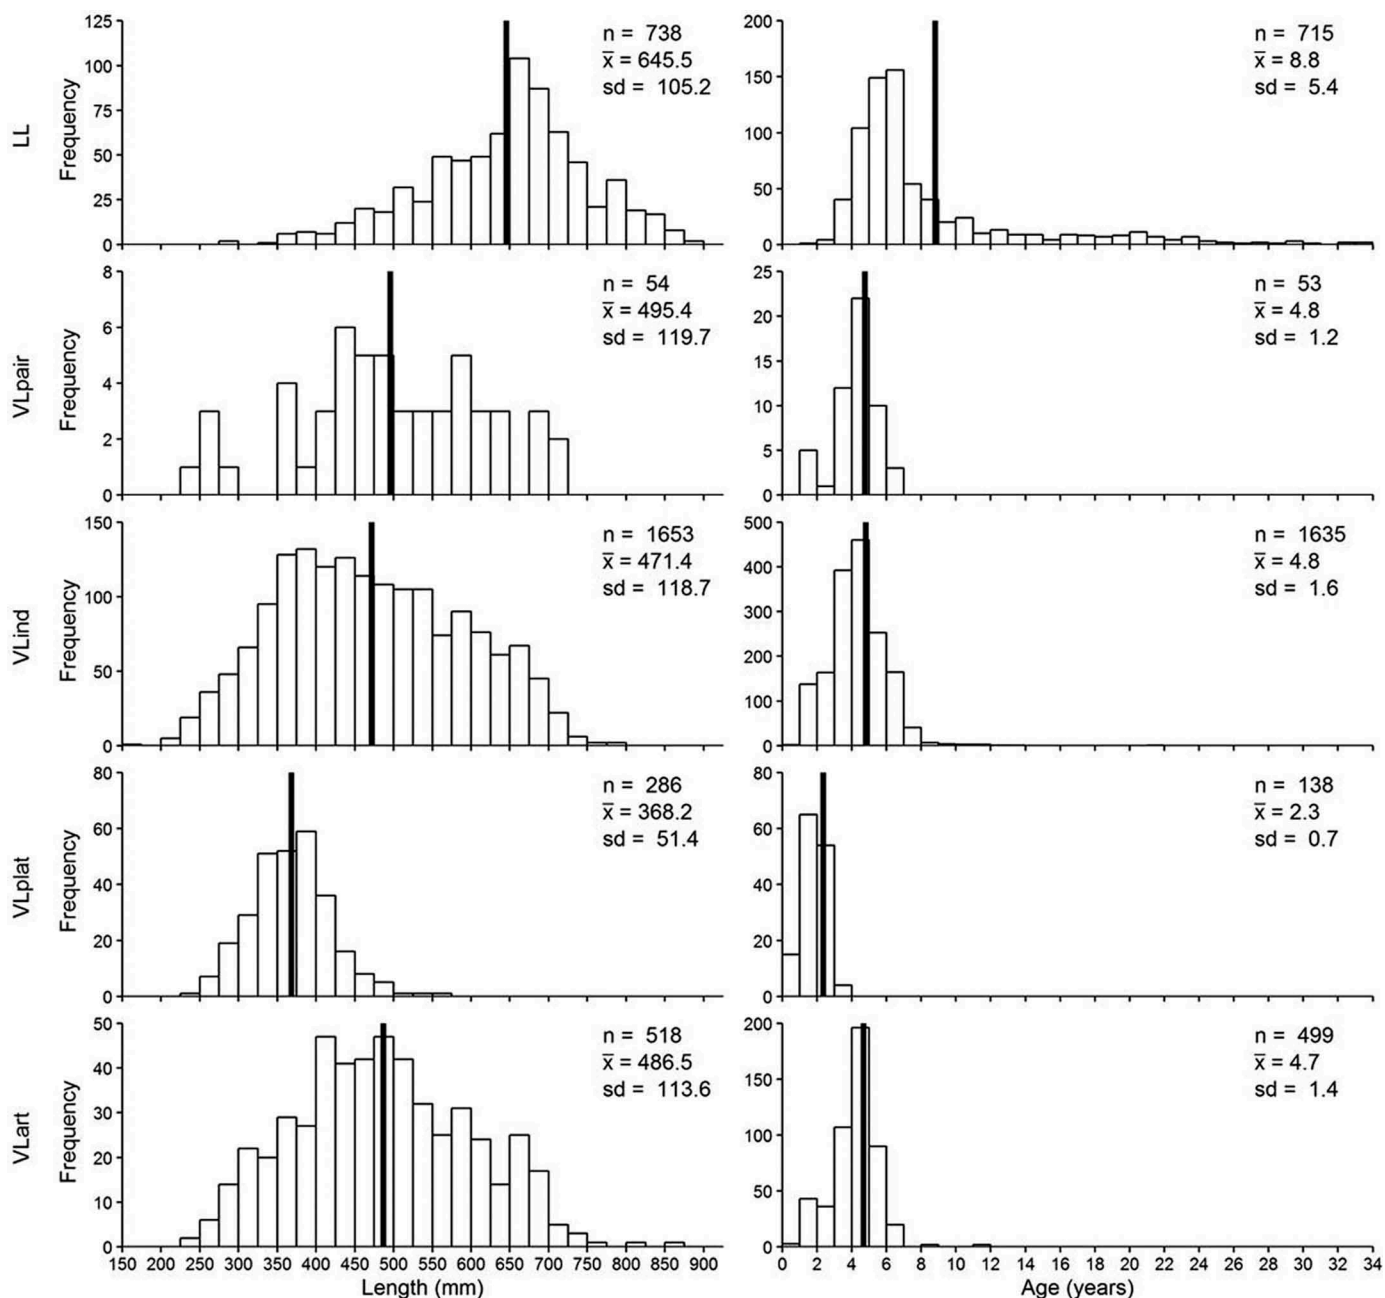 LL
Frequency
125
100
75
50
25
0
n = 738
x̅ = 645.5
sd = 105.2
200
150
100
50
0
n = 715
x̅ = 8.8
sd = 5.4
VLpair
Frequency
8
6
4
2
0
n = 54
x̅ = 495.4
sd = 119.7
25
20
15
10
5
0
n = 53
x̅ = 4.8
sd = 1.2
VLind
Frequency
150
100
50
0
n = 1653
x̅ = 471.4
sd = 118.7
500
400
300
200
100
0
n = 1635
x̅ = 4.8
sd = 1.6
VLplat
Frequency
80
60
40
20
0
n = 286
x̅ = 368.2
sd = 51.4
80
60
40
20
0
n = 138
x̅ = 2.3
sd = 0.7
VLart
Frequency
50
40
30
20
10
0
n = 518
x̅ = 486.5
sd = 113.6
200
150
100
50
0
n = 499
x̅ = 4.7
sd = 1.4
150 200 250 300 350 400 450 500 550 600 650 700 750 800 850 900
Length (mm)
0 2 4 6 8 10 12 14 16 18 20 22 24 26 28 30 32 34
Age (years)